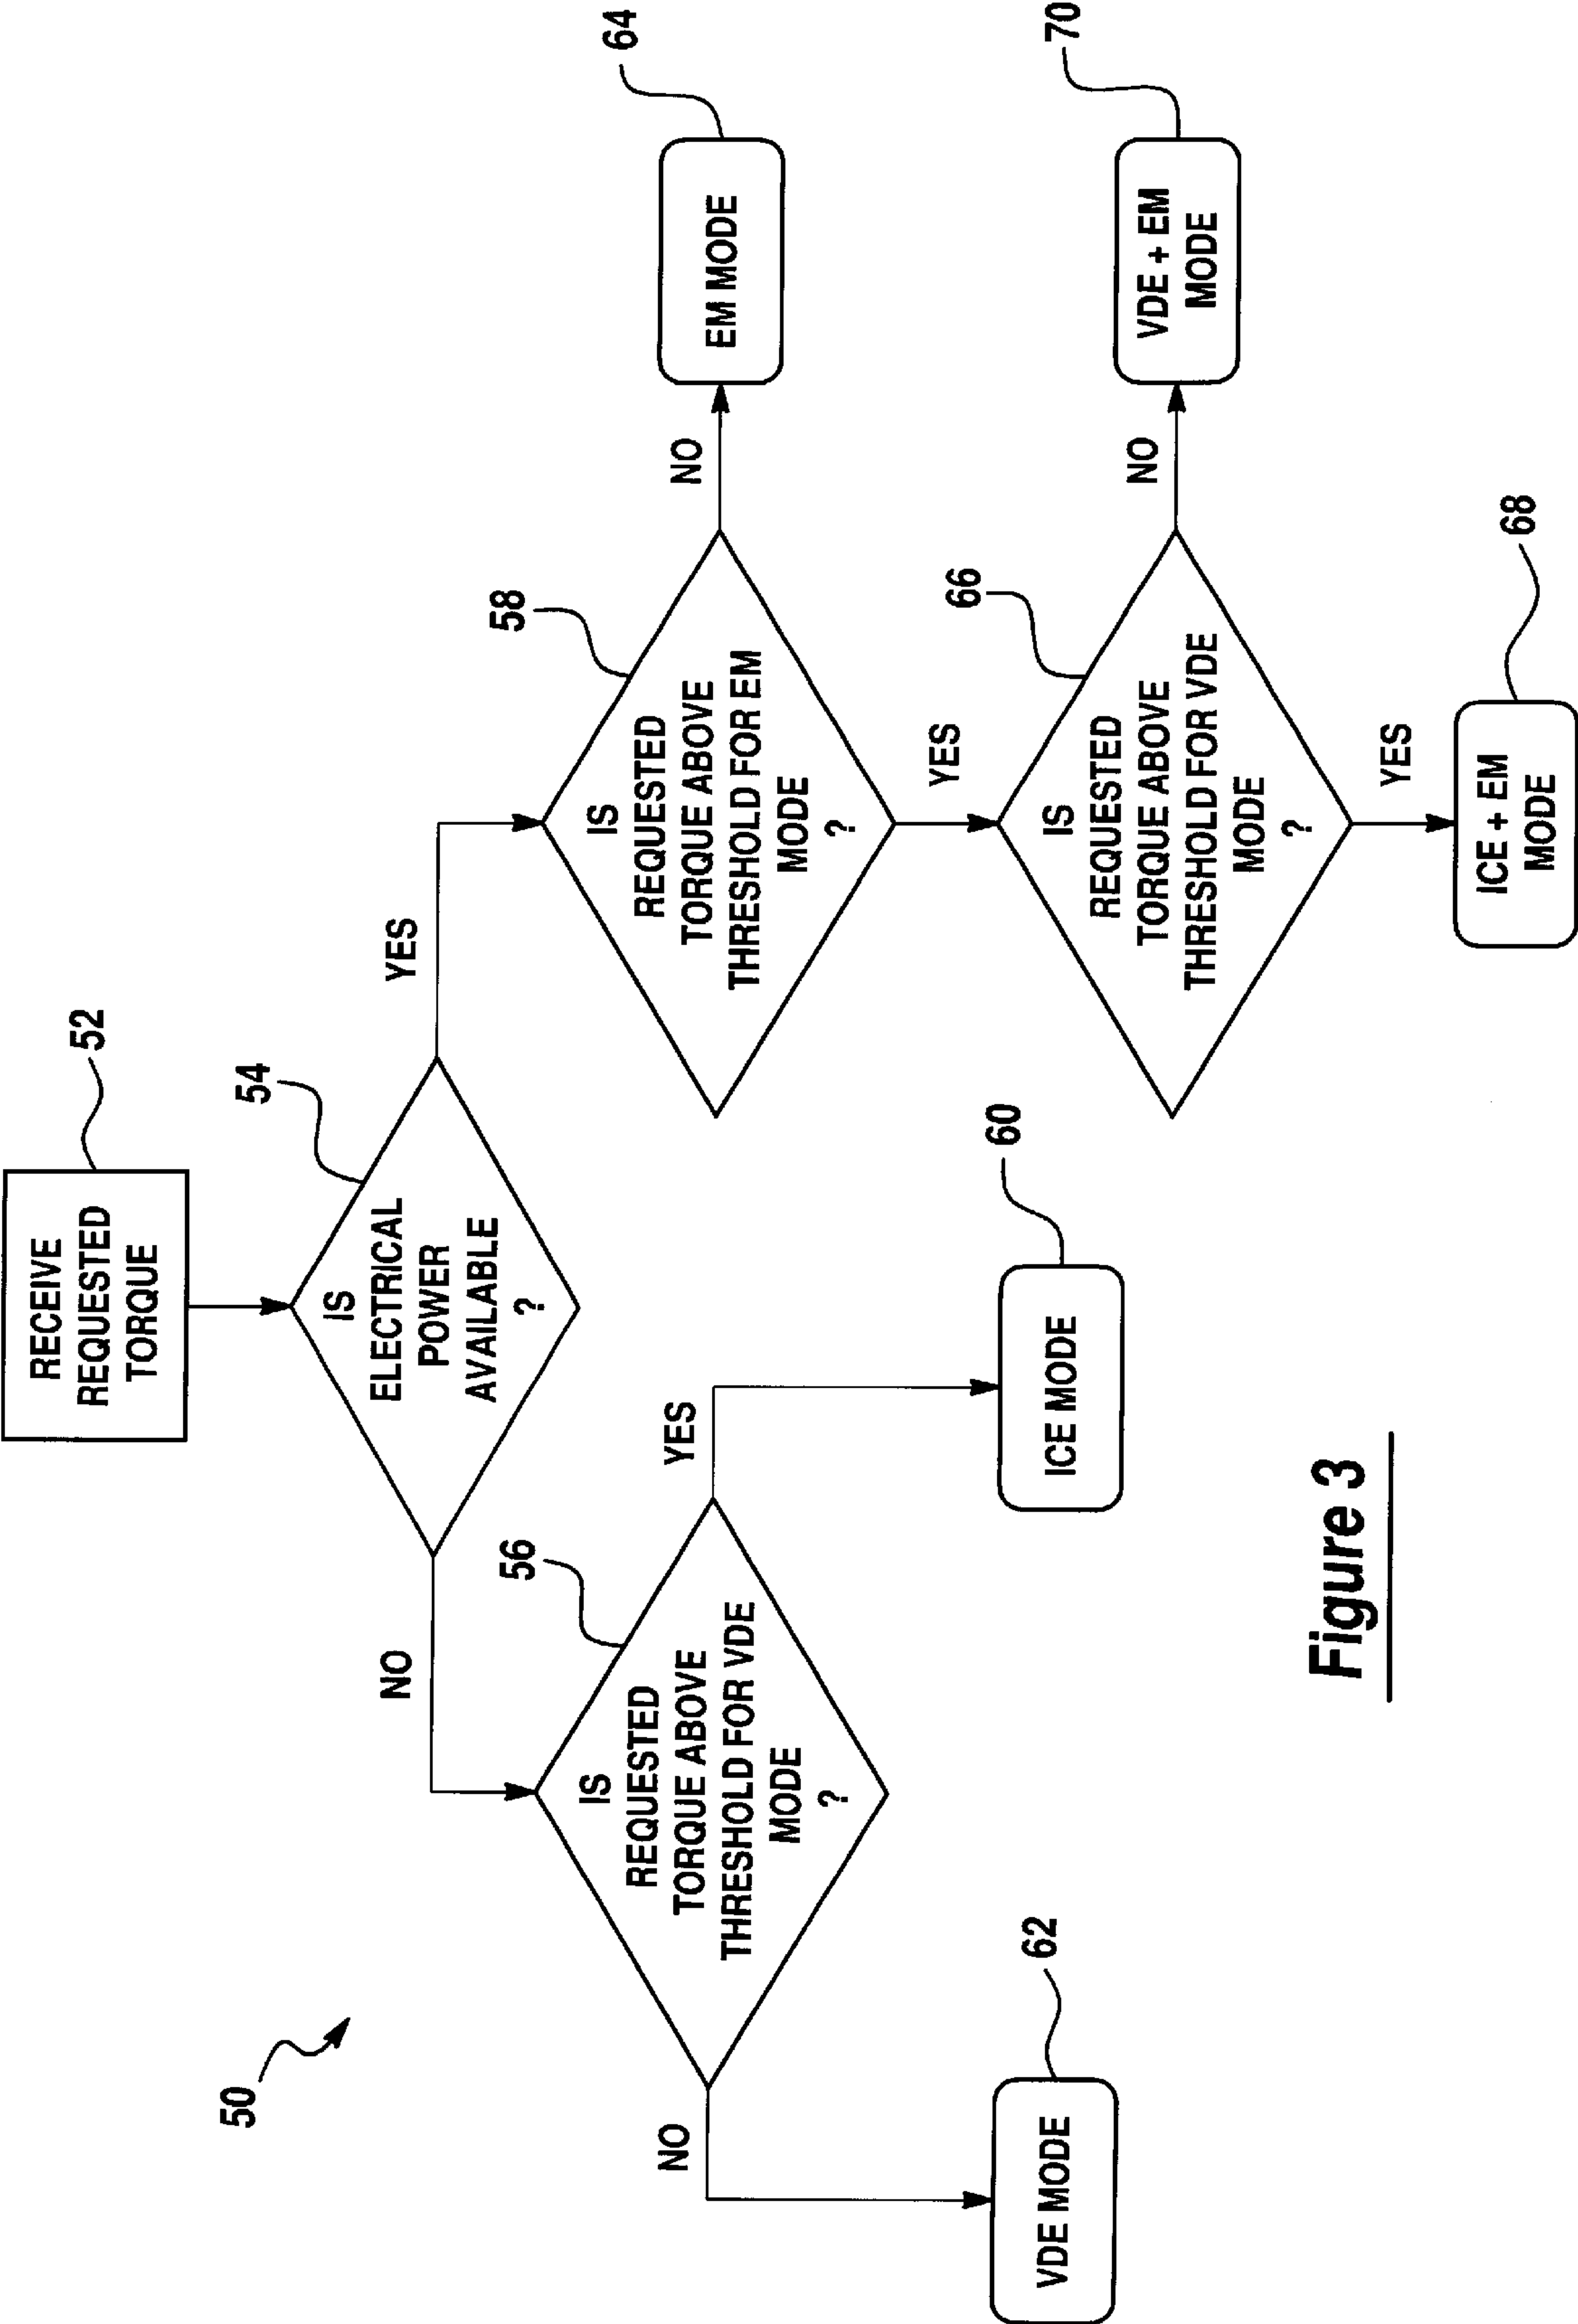 50
RECEIVE
REQUESTED
TORQUE
52
IS
ELECTRICAL
POWER
AVAILABLE
?
54
NO
YES
IS
REQUESTED
TORQUE ABOVE
THRESHOLD FOR VDE
MODE
?
56
NO
YES
VDE MODE
62
ICE MODE
60
IS
REQUESTED
TORQUE ABOVE
THRESHOLD FOR EM
MODE
?
58
NO
EM MODE
64
YES
IS
REQUESTED
TORQUE ABOVE
THRESHOLD FOR VDE
MODE
?
66
NO
VDE + EM
MODE
70
YES
ICE + EM
MODE
68
Figure 3